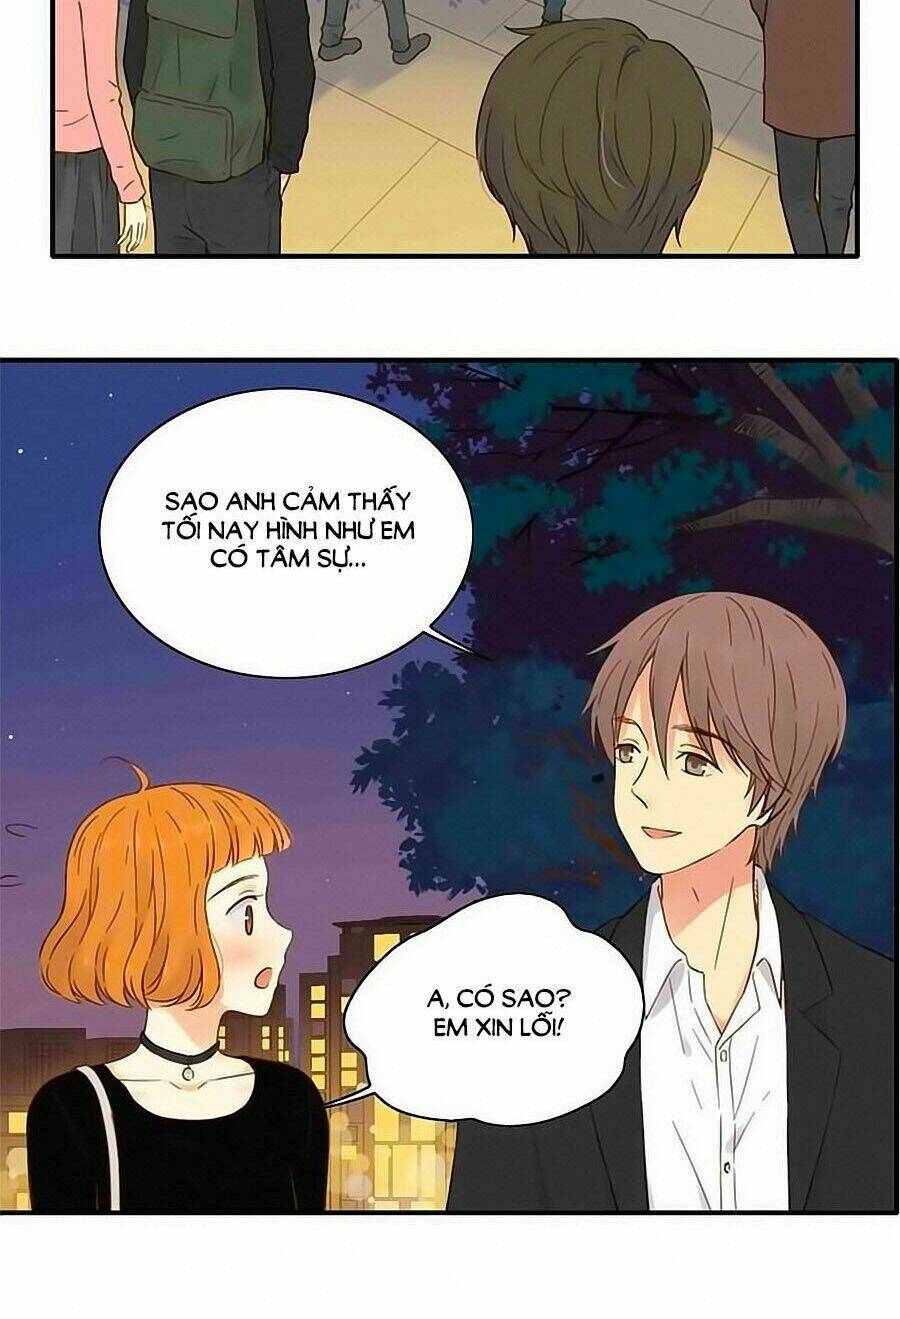 SAO ANH CẢM THẤY
TỐI NAY HÌNH NHƯ EM
CÓ TÂM SỰ...
A, CÓ SAO?
EM XIN LỖI!